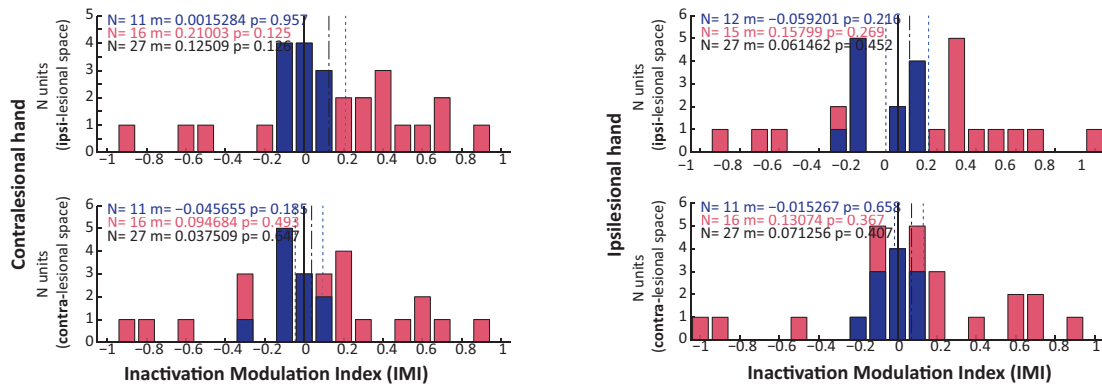 N= 11 m= 0.0015284 p= 0.957
N= 16 m= 0.21003 p= 0.125
N= 27 m= 0.12509 p= 0.126
6
5
4
3
2
1
0
−1 −0.8 −0.6 −0.4 −0.2 0 0.2 0.4 0.6 0.8 1
N units
(ipsi-lesional space)
Contralesional hand
N= 11 m= −0.045655 p= 0.185
N= 16 m= 0.094684 p= 0.493
N= 27 m= 0.037509 p= 0.647
6
5
4
3
2
1
0
−1 −0.8 −0.6 −0.4 −0.2 0 0.2 0.4 0.6 0.8 1
N units
(contra-lesional space)
Inactivation Modulation Index (IMI)
N= 12 m= −0.059201 p= 0.216
N= 15 m= 0.15799 p= 0.269
N= 27 m= 0.061462 p= 0.452
6
5
4
3
2
1
0
−1 −0.8 −0.6 −0.4 −0.2 0 0.2 0.4 0.6 0.8 1
N units
(ipsi-lesional space)
Ipsilesional hand
N= 11 m= −0.015267 p= 0.658
N= 16 m= 0.13074 p= 0.367
N= 27 m= 0.071256 p= 0.407
6
5
4
3
2
1
0
−1 −0.8 −0.6 −0.4 −0.2 0 0.2 0.4 0.6 0.8 1
N units
(contra-lesional space)
Inactivation Modulation Index (IMI)